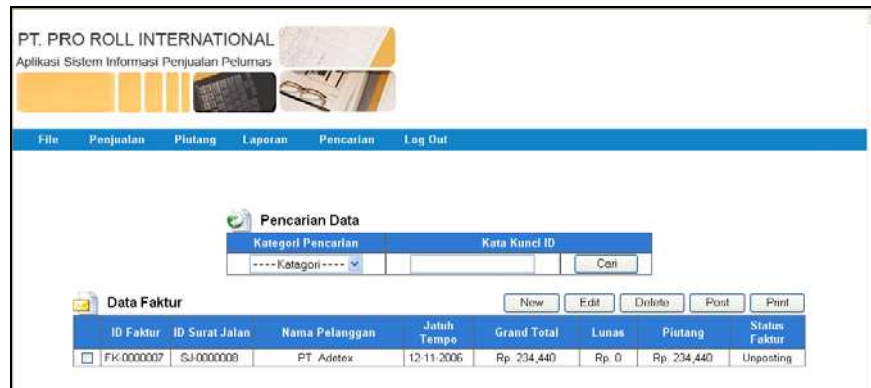 PT. PRO ROLL INTERNATIONAL
Aplikasi Sistem Informasi Penjualan Pelumas
File Penjualan Piutang Laporan Pencarian Log Out
Pencarian Data
Kategori Pencarian Kata Kunci ID
----Katagori---- Cari
Data Faktur New Edit Delete Post Print
ID Faktur ID Surat Jalan Nama Pelanggan Jatuh Tempo Grand Total Lunas Piutang Status Faktur
FK-0000007 SJ-0000008 PT. Adetex 12-11-2006 Rp. 234,440 Rp. 0 Rp. 234,440 Unposting